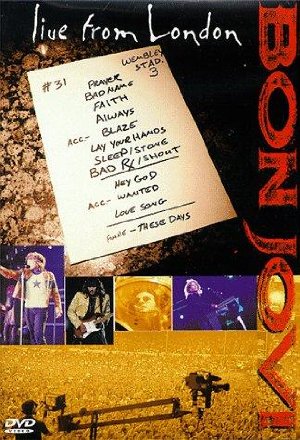 live from London
BON JOVI
WEMBLEY
STAD.
# 31
3
PRAYER
BAD NAME
FAITH
ALWAYS
ACC- BLAZE
LAY YOUR HANDS
SLEEP/STONE
BAD RX/SHOUT
HEY GOD
ACC- WANTED
LOVE SONG
- THESE DAYS
DVD
VIDEO